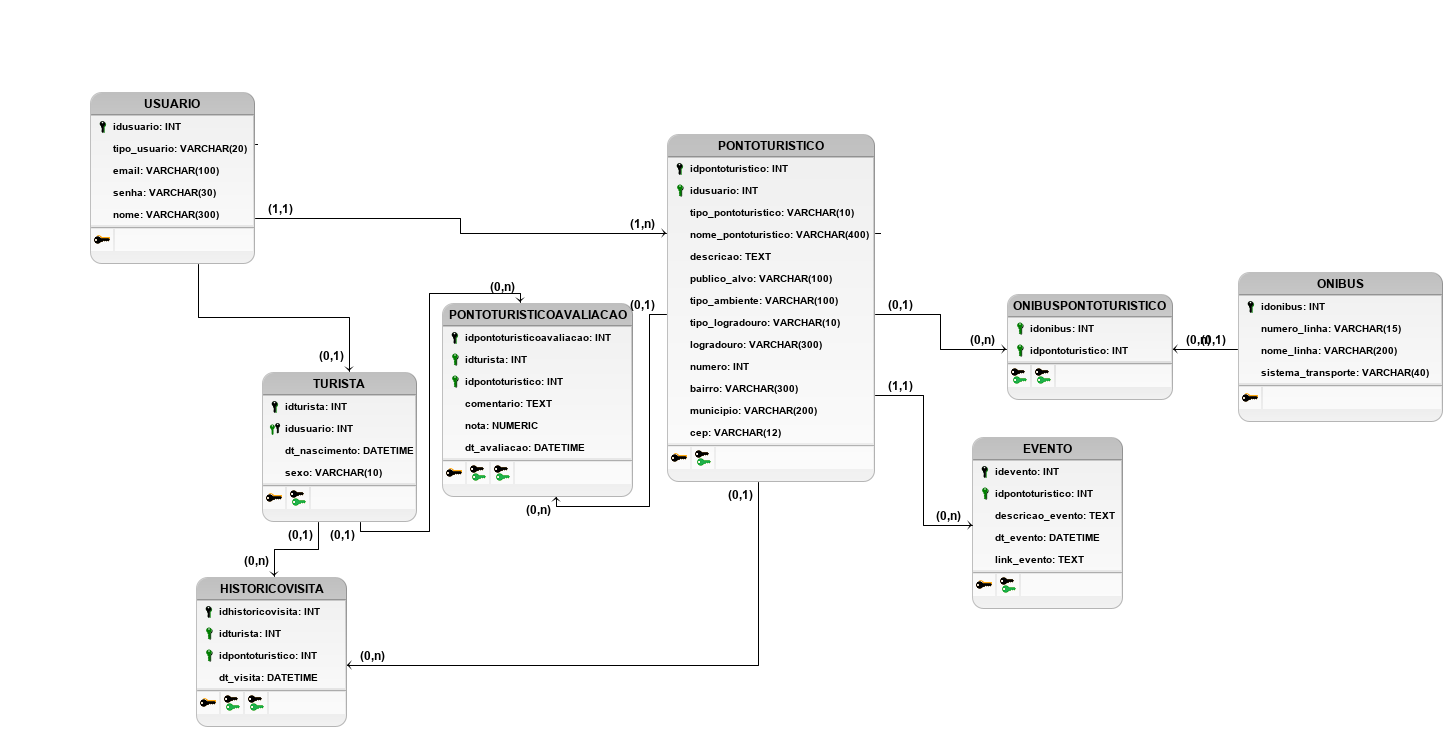 USUARIO
idusuario: INT
tipo_usuario: VARCHAR(20)
email: VARCHAR(100)
senha: VARCHAR(30)
nome: VARCHAR(300)
(1,1)
(1,n)
PONTOTURISTICO
idpontoturistico: INT
idusuario: INT
tipo_pontoturistico: VARCHAR(10)
nome_pontoturistico: VARCHAR(400)
descricao: TEXT
publico_alvo: VARCHAR(100)
tipo_ambiente: VARCHAR(100)
tipo_logradouro: VARCHAR(10)
logradouro: VARCHAR(300)
numero: INT
bairro: VARCHAR(300)
municipio: VARCHAR(200)
cep: VARCHAR(12)
(0,1)
(0,1)
(1,1)
(0,1)
(0,n)
PONTOTURISTICOAVALIACAO
idpontoturisticoavaliacao: INT
idturista: INT
idpontoturistico: INT
comentario: TEXT
nota: NUMERIC
dt_avaliacao: DATETIME
(0,n)
(0,n)
ONIBUSPONTOTURISTICO
idonibus: INT
idpontoturistico: INT
(0,n)
(0,1)
ONIBUS
idonibus: INT
numero_linha: VARCHAR(15)
nome_linha: VARCHAR(200)
sistema_transporte: VARCHAR(40)
(0,1)
TURISTA
idturista: INT
idusuario: INT
dt_nascimento: DATETIME
sexo: VARCHAR(10)
(0,1)
(0,1)
(0,n)
(0,n)
EVENTO
idevento: INT
idpontoturistico: INT
descricao_evento: TEXT
dt_evento: DATETIME
link_evento: TEXT
HISTORICOVISITA
idhistoricovisita: INT
idturista: INT
idpontoturistico: INT
dt_visita: DATETIME
(0,n)